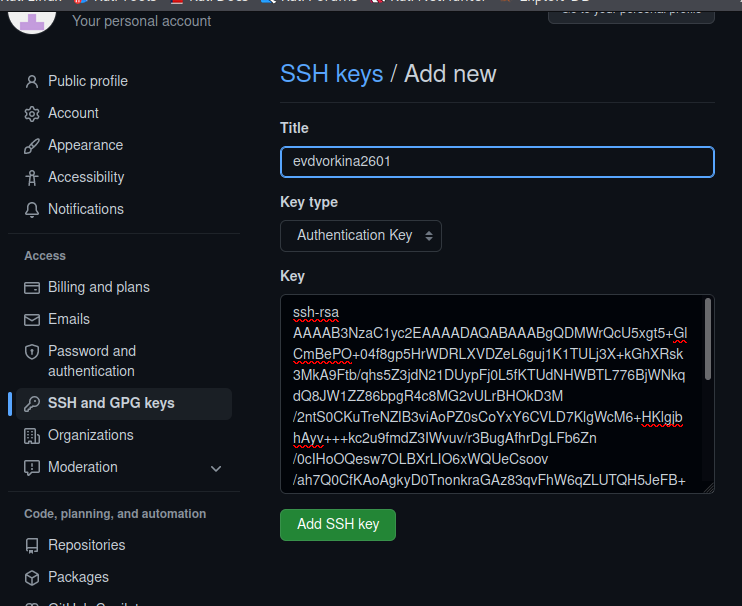 Your personal account
Public profile
Account
Appearance
Accessibility
Notifications
Access
Billing and plans
Emails
Password and
authentication
SSH and GPG keys
Organizations
Moderation
Code, planning, and automation
Repositories
Packages
SSH keys / Add new
Title
evdvorkina2601
Key type
Authentication Key
Key
ssh-rsa
AAAAB3NzaC1yc2EAAAADAQABAAABgQDMWrQcU5xgt5+Gl
CmBePO+04f8gp5HrWDRLXVDZeL6guj1K1TULj3X+kGhXRsk
3MkA9Ftb/qhs5Z3jdN21DUypFj0L5fKTUdNHWBTL776BjWNkq
dQ8JW1ZZ86bpgR4c8MG2vULrBHOkD3M
/2ntS0CKuTreNZIB3viAoPZ0sCoYxY6CVLD7KlgWcM6+HKlgjb
hAyv+++kc2u9fmdZ3IWvuv/r3BugAfhrDgLFb6Zn
/0cIHoOQesw7OLBXrLIO6xWQUeCsoov
/ah7Q0CfKAoAgkyD0TnonkraGAz83qvFhW6qZLUTQH5JeFB+
Add SSH key